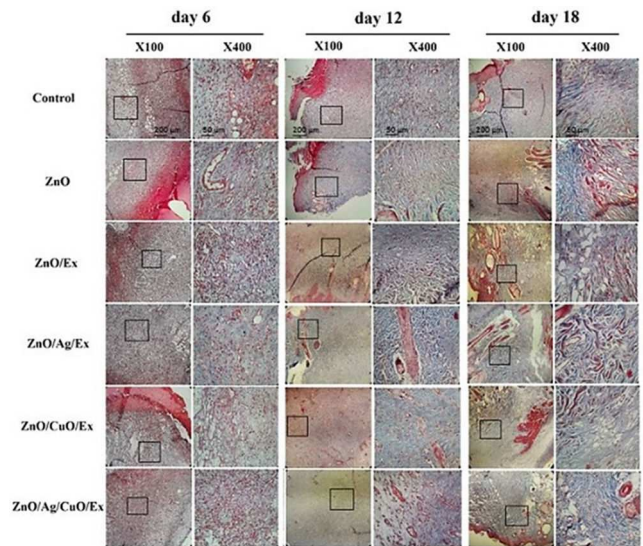 day 6 day 12 day 18
X100 X400 X100 X400 X100 X400
Control
200 µm 50 µm 200 µm 50 µm 200 µm 50 µm
ZnO
ZnO/Ex
ZnO/Ag/Ex
ZnO/CuO/Ex
ZnO/Ag/CuO/Ex